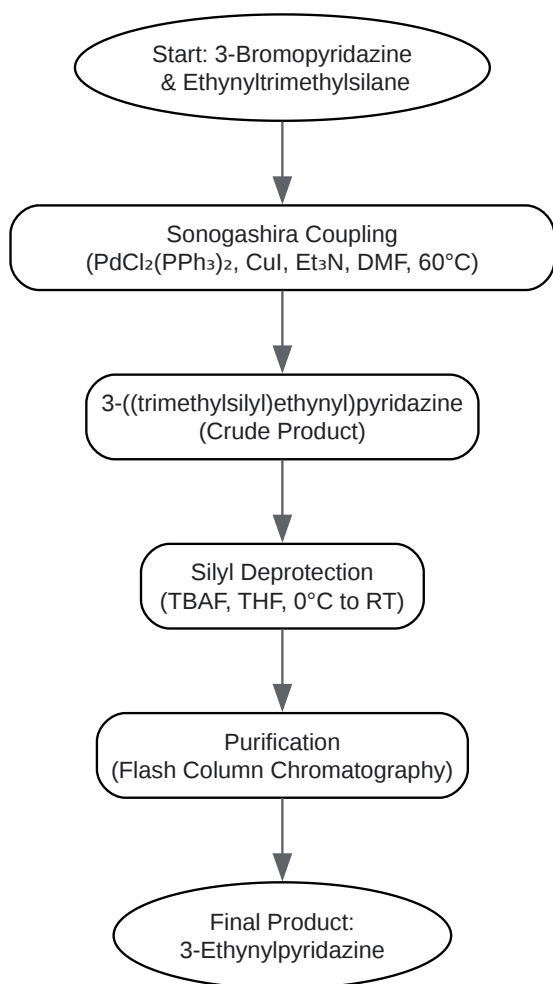 Start: 3-Bromopyridazine
& Ethynyltrimethylsilane
Sonogashira Coupling
(PdCl₂(PPh₃)₂, CuI, Et₃N, DMF, 60°C)
3-((trimethylsilyl)ethynyl)pyridazine
(Crude Product)
Silyl Deprotection
(TBAF, THF, 0°C to RT)
Purification
(Flash Column Chromatography)
Final Product:
3-Ethynylpyridazine